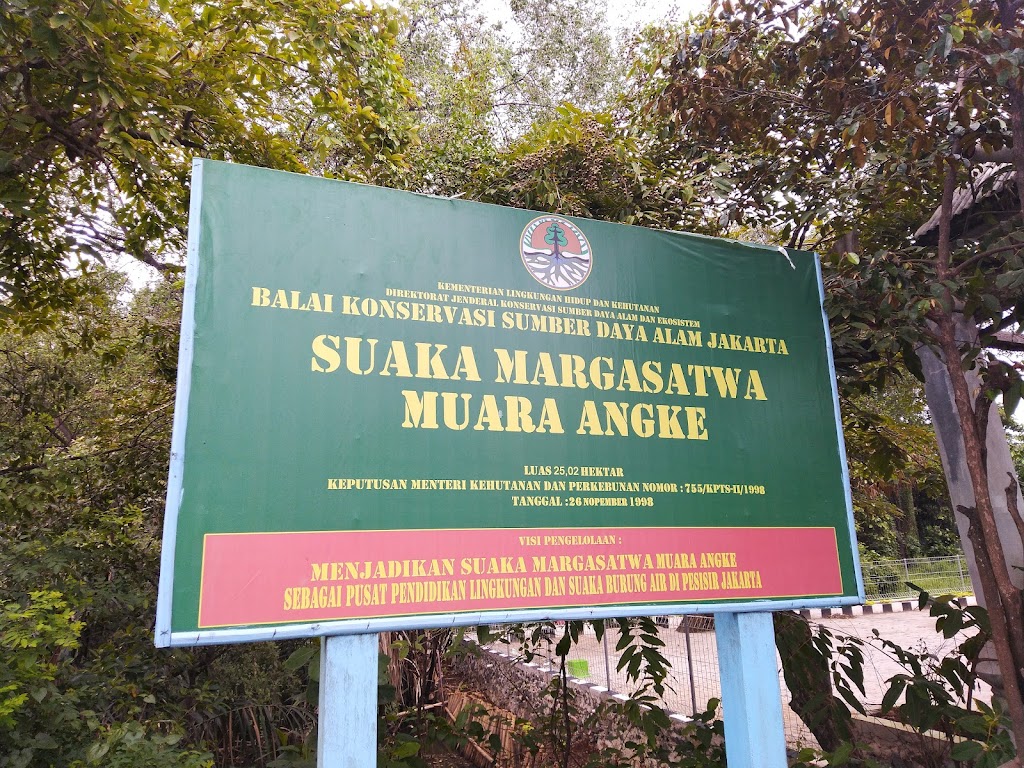 KEMENTERIAN LINGKUNGAN HIDUP DAN KEHUTANAN
DIREKTORAT JENDERAL KONSERVASI SUMBER DAYA ALAM DAN EKOSISTEM
BALAI KONSERVASI SUMBER DAYA ALAM JAKARTA
SUAKA MARGASATWA
MUARA ANGKE
LUAS 25,02 HEKTAR
KEPUTUSAN MENTERI KEHUTANAN DAN PERKEBUNAN NOMOR : 755/KPTS-II/1998
TANGGAL : 26 NOPEMBER 1998
VISI PENGELOLAAN :
MENJADIKAN SUAKA MARGASATWA MUARA ANGKE
SEBAGAI PUSAT PENDIDIKAN LINGKUNGAN DAN SUAKA BURUNG AIR DI PESISIR JAKARTA